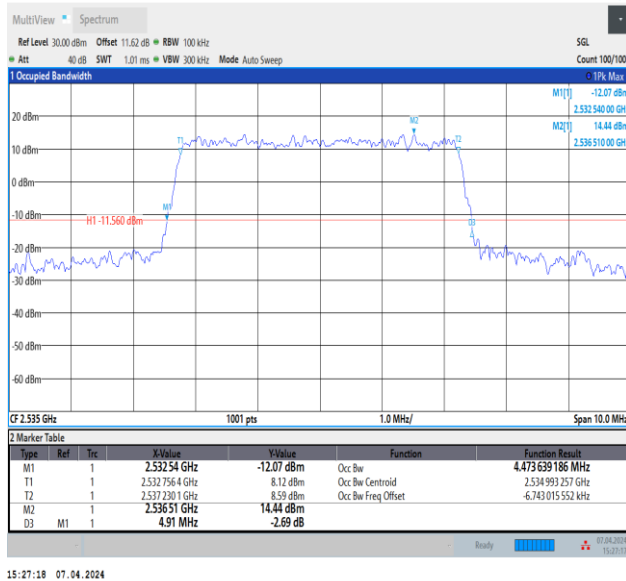 MultiView Spectrum
Ref Level 30.00 dBm Offset 11.62 dB RBW 100 kHz SGL
Att 40 dB SWT 1.01 ms VBW 300 kHz Mode Auto Sweep Count 100/100
1 Occupied Bandwidth 1Pk Max
M1[1] -12.07 dBm
2.532 540 00 GHz
M2[1] 14.44 dBm
2.536 510 00 GHz
20 dBm
M2
T1
T2
10 dBm
0 dBm
M1
-10 dBm
H1 -11.560 dBm
D3
-20 dBm
-30 dBm
-40 dBm
-50 dBm
-60 dBm
CF 2.535 GHz 1001 pts 1.0 MHz/ Span 10.0 MHz
2 Marker Table
Type Ref Trc X-Value Y-Value Function Function Result
M1 1 2.532 54 GHz -12.07 dBm Occ Bw 4.473 639 186 MHz
T1 1 2.532 756 4 GHz 8.12 dBm Occ Bw Centroid 2.534 993 257 GHz
T2 1 2.537 230 1 GHz 8.59 dBm Occ Bw Freq Offset -6.743 015 552 kHz
M2 1 2.536 51 GHz 14.44 dBm
D3 M1 1 4.91 MHz -2.69 dB
Ready 07.04.2024
15:27:17
15:27:18 07.04.2024